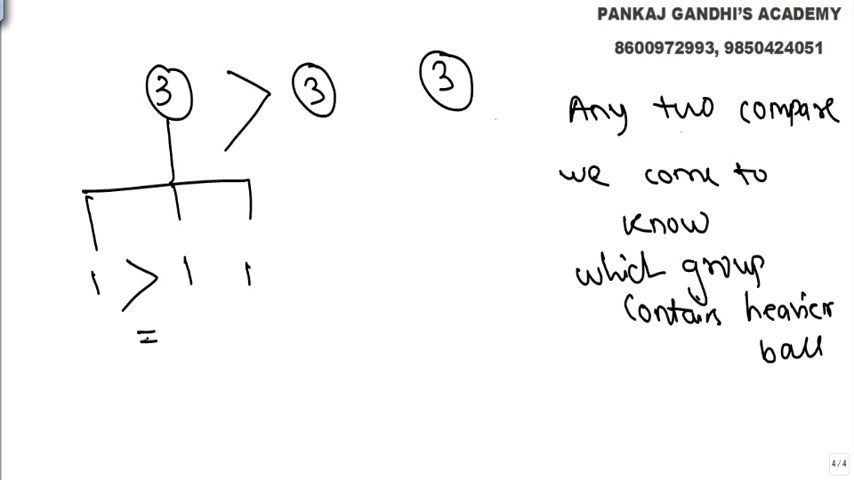 PANKAJ GANDHI'S ACADEMY
8600972993, 9850424051
3 > 3 3
Any two compare
we come to
know
which group
contains heavier
ball
1 > 1 1
=
4/4